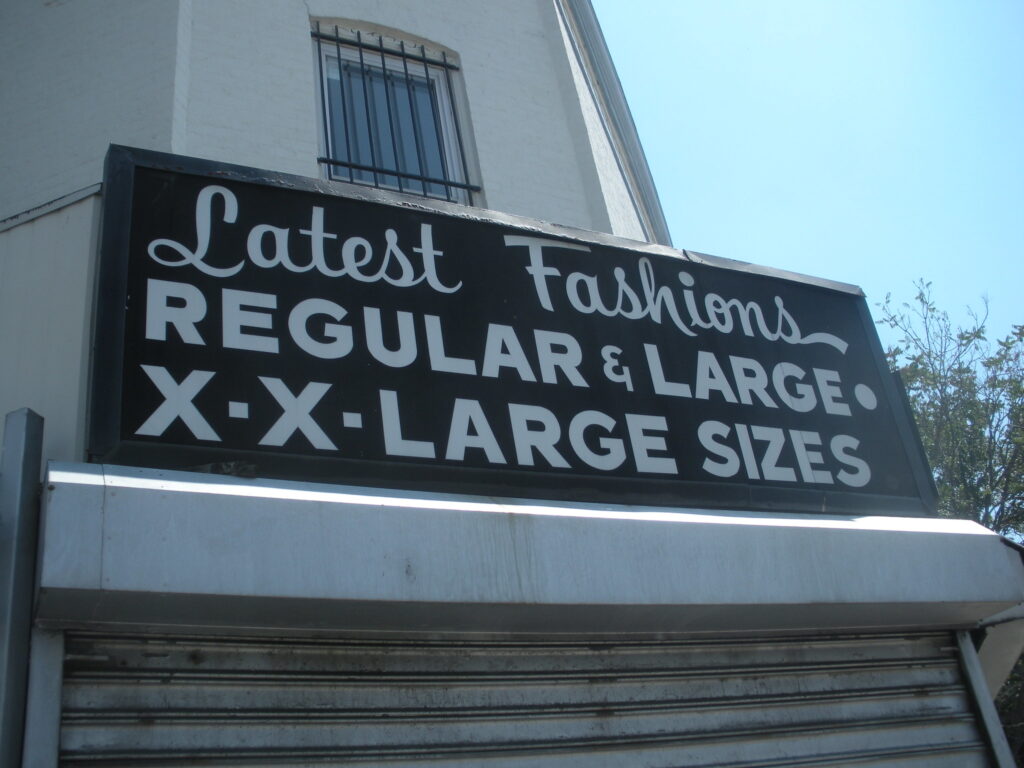 Latest Fashions
REGULAR & LARGE •
X-X-LARGE SIZES